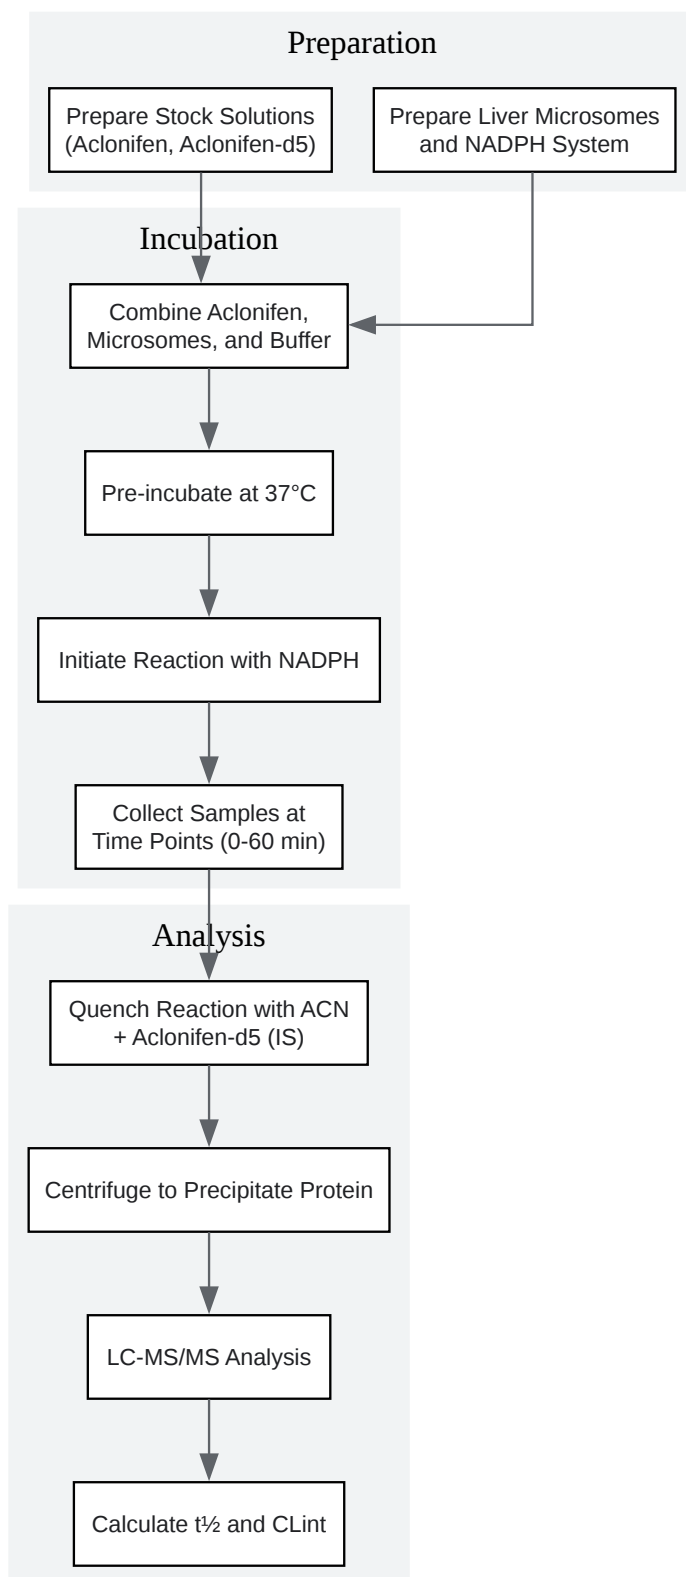 Preparation
Prepare Stock Solutions
(Aclonifen, Aclonifen-d5)
Prepare Liver Microsomes
and NADPH System
Incubation
Combine Aclonifen,
Microsomes, and Buffer
Pre-incubate at 37°C
Initiate Reaction with NADPH
Collect Samples at
Time Points (0-60 min)
Analysis
Quench Reaction with ACN
+ Aclonifen-d5 (IS)
Centrifuge to Precipitate Protein
LC-MS/MS Analysis
Calculate t½ and CLint